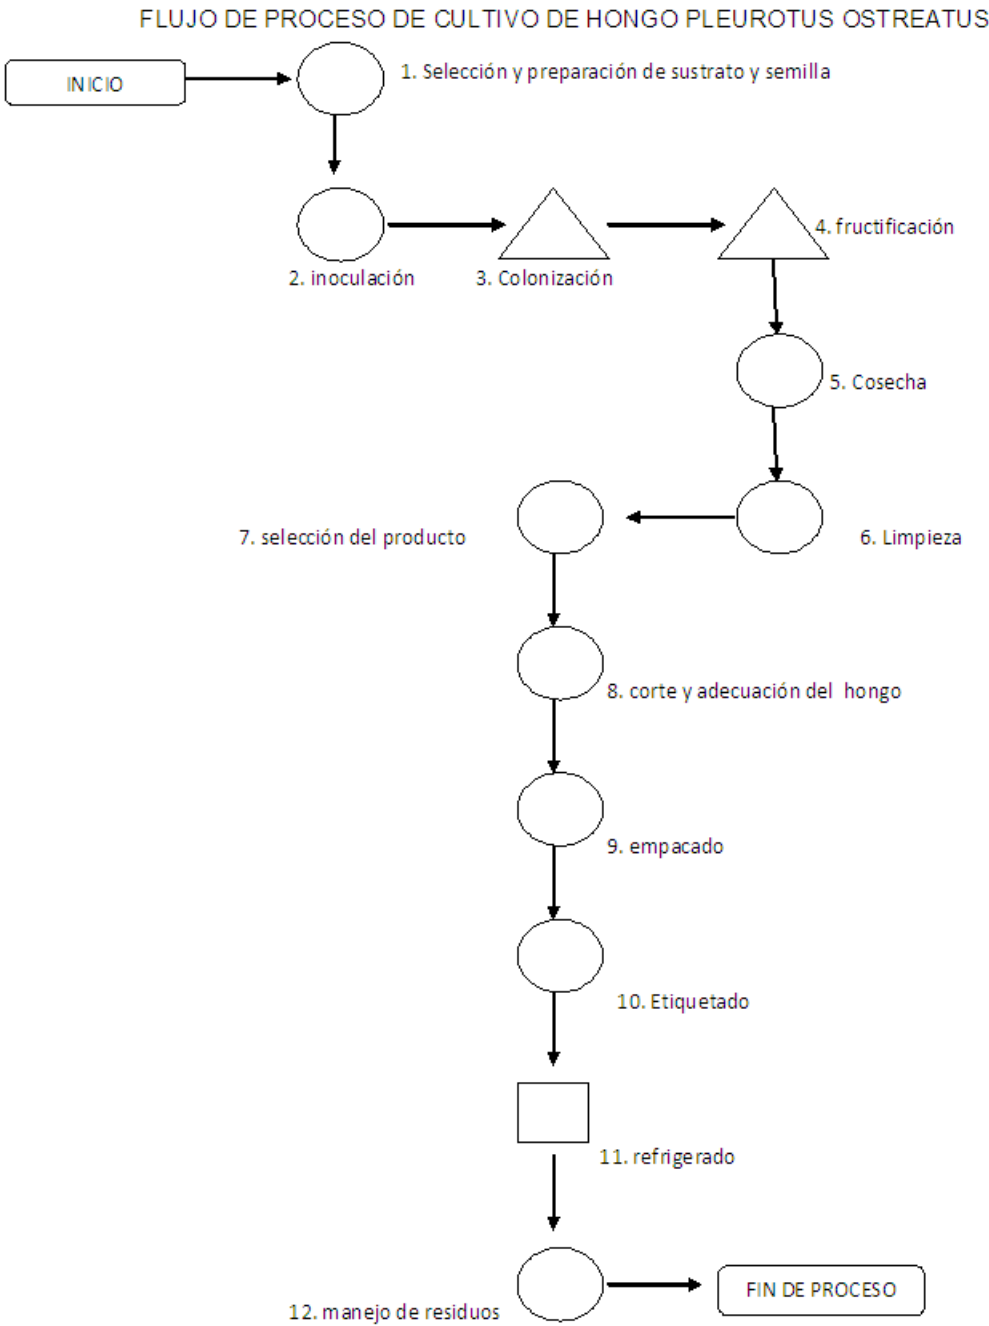 FLUJO DE PROCESO DE CULTIVO DE HONGO PLEUROTUS OSTREATUS
INICIO
1. Selección y preparación de sustrato y semilla
2. inoculación
3. Colonización
4. fructificación
5. Cosecha
6. Limpieza
7. selección del producto
8. corte y adecuación del hongo
9. empacado
10. Etiquetado
11. refrigerado
12. manejo de residuos
FIN DE PROCESO